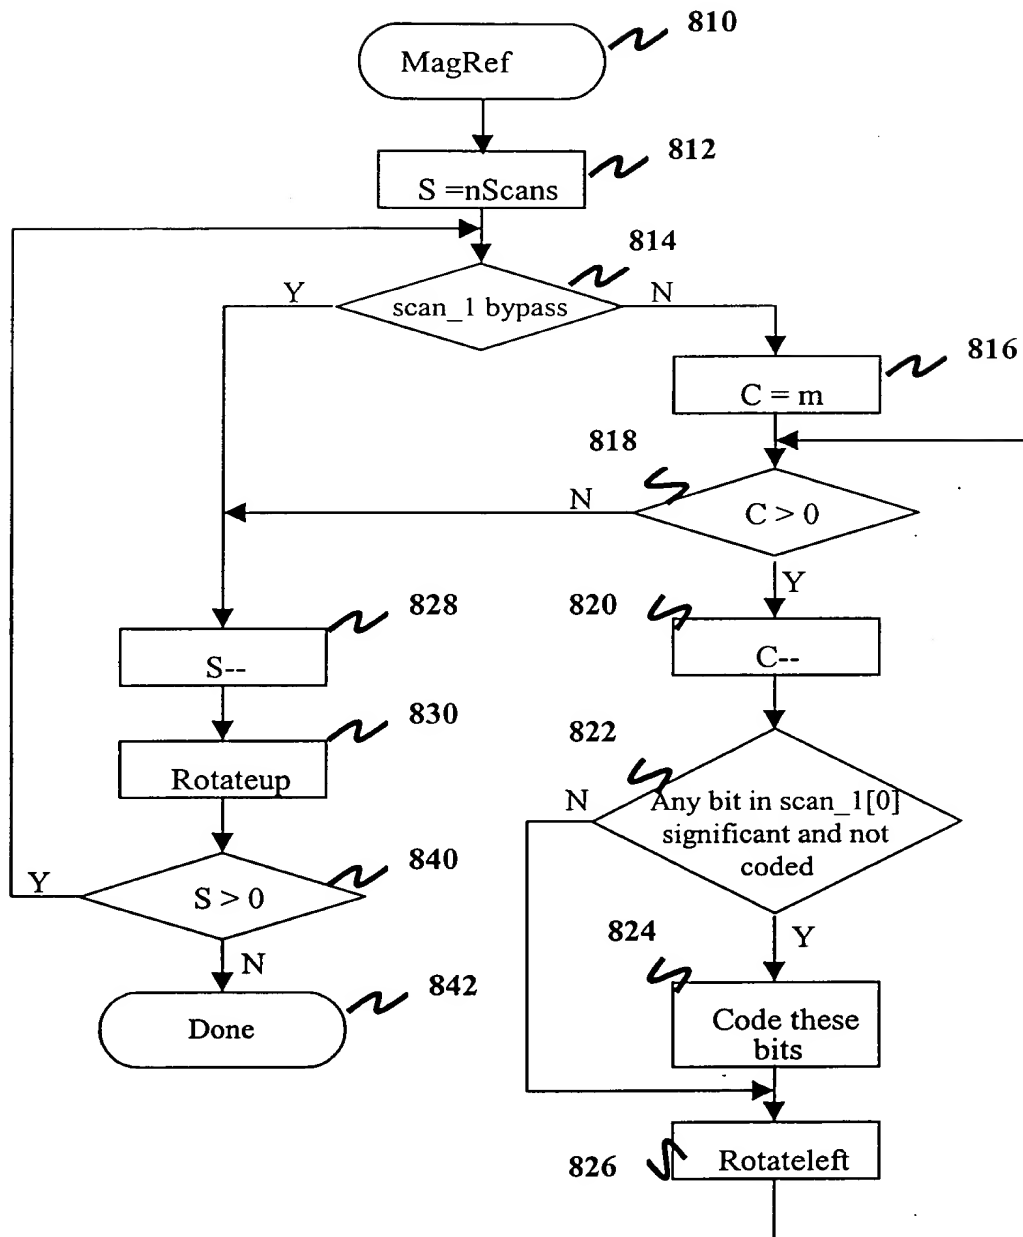 810
MagRef
812
S =nScans
814
Y
N
scan_1 bypass
816
C = m
818
N
C > 0
Y
828
820
S--
C--
830
822
Rotateup
N
Any bit in scan_1[0]
significant and not
coded
840
Y
S > 0
Y
824
N
842
Code these
bits
Done
826
Rotateleft